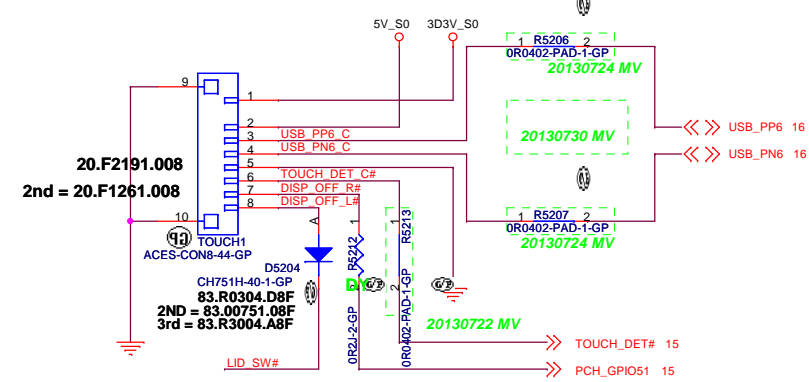 5V_S0
3D3V_S0
1 R5206 2
0R0402-PAD-1-GP
20130724 MV
9
1
2
3 USB_PP6_C
4 USB_PN6_C
5
6 TOUCH_DET_C#
7 DISP_OFF_R#
8 DISP_OFF_L#
10
20.F2191.008
2nd = 20.F1261.008
TOUCH1
ACES-CON8-44-GP
20130730 MV
USB_PP6 16
USB_PN6 16
1 R5207 2
0R0402-PAD-1-GP
20130724 MV
A
D5204
CH751H-40-1-GP
83.R0304.D8F
2ND = 83.00751.08F
3rd = 83.R3004.A8F
1
R5212
DY
0R2J-2-GP
1
R5213
2
0R0402-PAD-1-GP
20130722 MV
LID_SW#
TOUCH_DET# 15
PCH_GPIO51 15